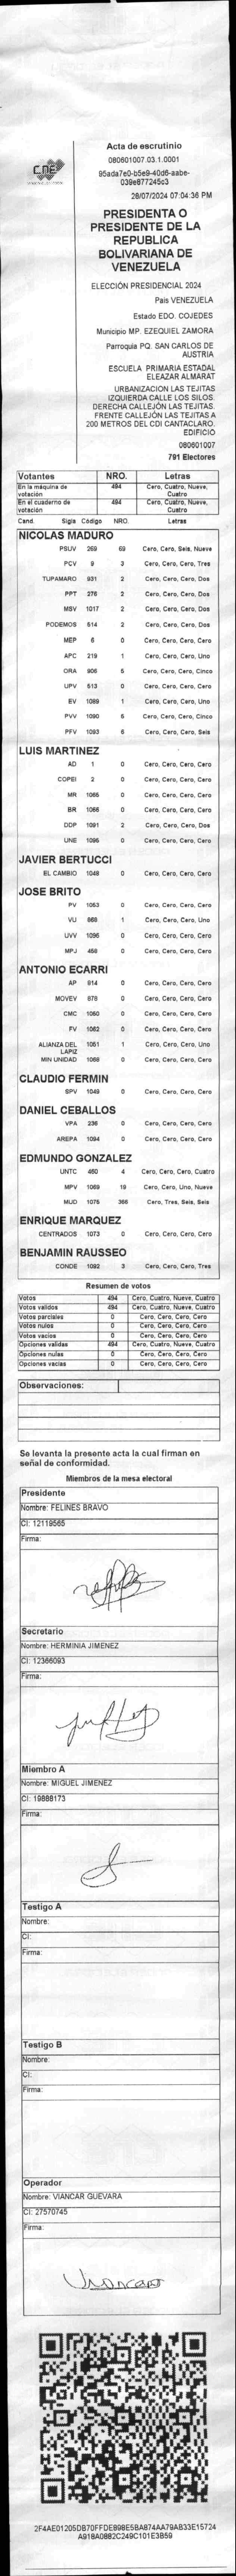 CNE
Acta de escrutinio
080601007.03.1.0001
95ada7e0-b5e9-40d6-aabe-
039e877245c3
28/07/2024 07:04:36 PM
PRESIDENTA O
PRESIDENTE DE LA
REPUBLICA
BOLIVARIANA DE
VENEZUELA
ELECCIÓN PRESIDENCIAL 2024
Pais VENEZUELA
Estado EDO. COJEDES
Municipio MP. EZEQUIEL ZAMORA
Parroquia PQ. SAN CARLOS DE
AUSTRIA
ESCUELA PRIMARIA ESTADAL
ELEAZAR ALMARAT
URBANIZACION LAS TEJITAS
IZQUIERDA CALLE LOS SILOS.
DERECHA CALLEJÓN LAS TEJITAS.
FRENTE CALLEJÓN LAS TEJITAS A
200 METROS DEL CDI CANTACLARO.
EDIFICIO
080601007
791 Electores
Votantes NRO. Letras
En la máquina de votación 494 Cero, Cuatro, Nueve, Cuatro
En el cuaderno de votación 494 Cero, Cuatro, Nueve, Cuatro
Cand. Sigla Código NRO. Letras
NICOLAS MADURO
PSUV 269 69 Cero, Cero, Seis, Nueve
PCV 9 3 Cero, Cero, Cero, Tres
TUPAMARO 931 2 Cero, Cero, Cero, Dos
PPT 276 2 Cero, Cero, Cero, Dos
MSV 1017 2 Cero, Cero, Cero, Dos
PODEMOS 514 2 Cero, Cero, Cero, Dos
MEP 6 0 Cero, Cero, Cero, Cero
APC 219 1 Cero, Cero, Cero, Uno
ORA 906 5 Cero, Cero, Cero, Cinco
UPV 513 0 Cero, Cero, Cero, Cero
EV 1089 1 Cero, Cero, Cero, Uno
PVV 1090 5 Cero, Cero, Cero, Cinco
PFV 1093 6 Cero, Cero, Cero, Seis
LUIS MARTINEZ
AD 1 0 Cero, Cero, Cero, Cero
COPEI 2 0 Cero, Cero, Cero, Cero
MR 1065 0 Cero, Cero, Cero, Cero
BR 1066 0 Cero, Cero, Cero, Cero
DDP 1091 2 Cero, Cero, Cero, Dos
UNE 1095 0 Cero, Cero, Cero, Cero
JAVIER BERTUCCI
EL CAMBIO 1048 0 Cero, Cero, Cero, Cero
JOSE BRITO
PV 1053 0 Cero, Cero, Cero, Cero
VU 868 1 Cero, Cero, Cero, Uno
UVV 1096 0 Cero, Cero, Cero, Cero
MPJ 458 0 Cero, Cero, Cero, Cero
ANTONIO ECARRI
AP 914 0 Cero, Cero, Cero, Cero
MOVEV 678 0 Cero, Cero, Cero, Cero
CMC 1050 0 Cero, Cero, Cero, Cero
FV 1062 0 Cero, Cero, Cero, Cero
ALIANZA DEL LAPIZ 1051 1 Cero, Cero, Cero, Uno
MIN UNIDAD 1068 0 Cero, Cero, Cero, Cero
CLAUDIO FERMIN
SPV 1049 0 Cero, Cero, Cero, Cero
DANIEL CEBALLOS
VPA 236 0 Cero, Cero, Cero, Cero
AREPA 1094 0 Cero, Cero, Cero, Cero
EDMUNDO GONZALEZ
UNTC 450 4 Cero, Cero, Cero, Cuatro
MPV 1069 19 Cero, Cero, Uno, Nueve
MUD 1075 366 Cero, Tres, Seis, Seis
ENRIQUE MARQUEZ
CENTRADOS 1073 0 Cero, Cero, Cero, Cero
BENJAMIN RAUSSEO
CONDE 1092 3 Cero, Cero, Cero, Tres
Resumen de votos
Votos 494 Cero, Cuatro, Nueve, Cuatro
Votos validos 494 Cero, Cuatro, Nueve, Cuatro
Votos parciales 0 Cero, Cero, Cero, Cero
Votos nulos 0 Cero, Cero, Cero, Cero
Votos vacios 0 Cero, Cero, Cero, Cero
Opciones validas 494 Cero, Cuatro, Nueve, Cuatro
Opciones nulas 0 Cero, Cero, Cero, Cero
Opciones vacias 0 Cero, Cero, Cero, Cero
Observaciones:
Se levanta la presente acta la cual firman en
señal de conformidad.
Miembros de la mesa electoral
Presidente
Nombre: FELINES BRAVO
CI: 12119565
Firma:
Secretario
Nombre: HERMINIA JIMENEZ
CI: 12366093
Firma:
Miembro A
Nombre: MIGUEL JIMENEZ
CI: 19888173
Firma:
Testigo A
Nombre:
CI:
Firma:
Testigo B
Nombre:
CI:
Firma:
Operador
Nombre: VIANCAR GUEVARA
CI: 27570745
Firma:
2F4AE01205DB70FFDE898E5BA874AA79AB33E15724
A918A0882C249C101E3B59